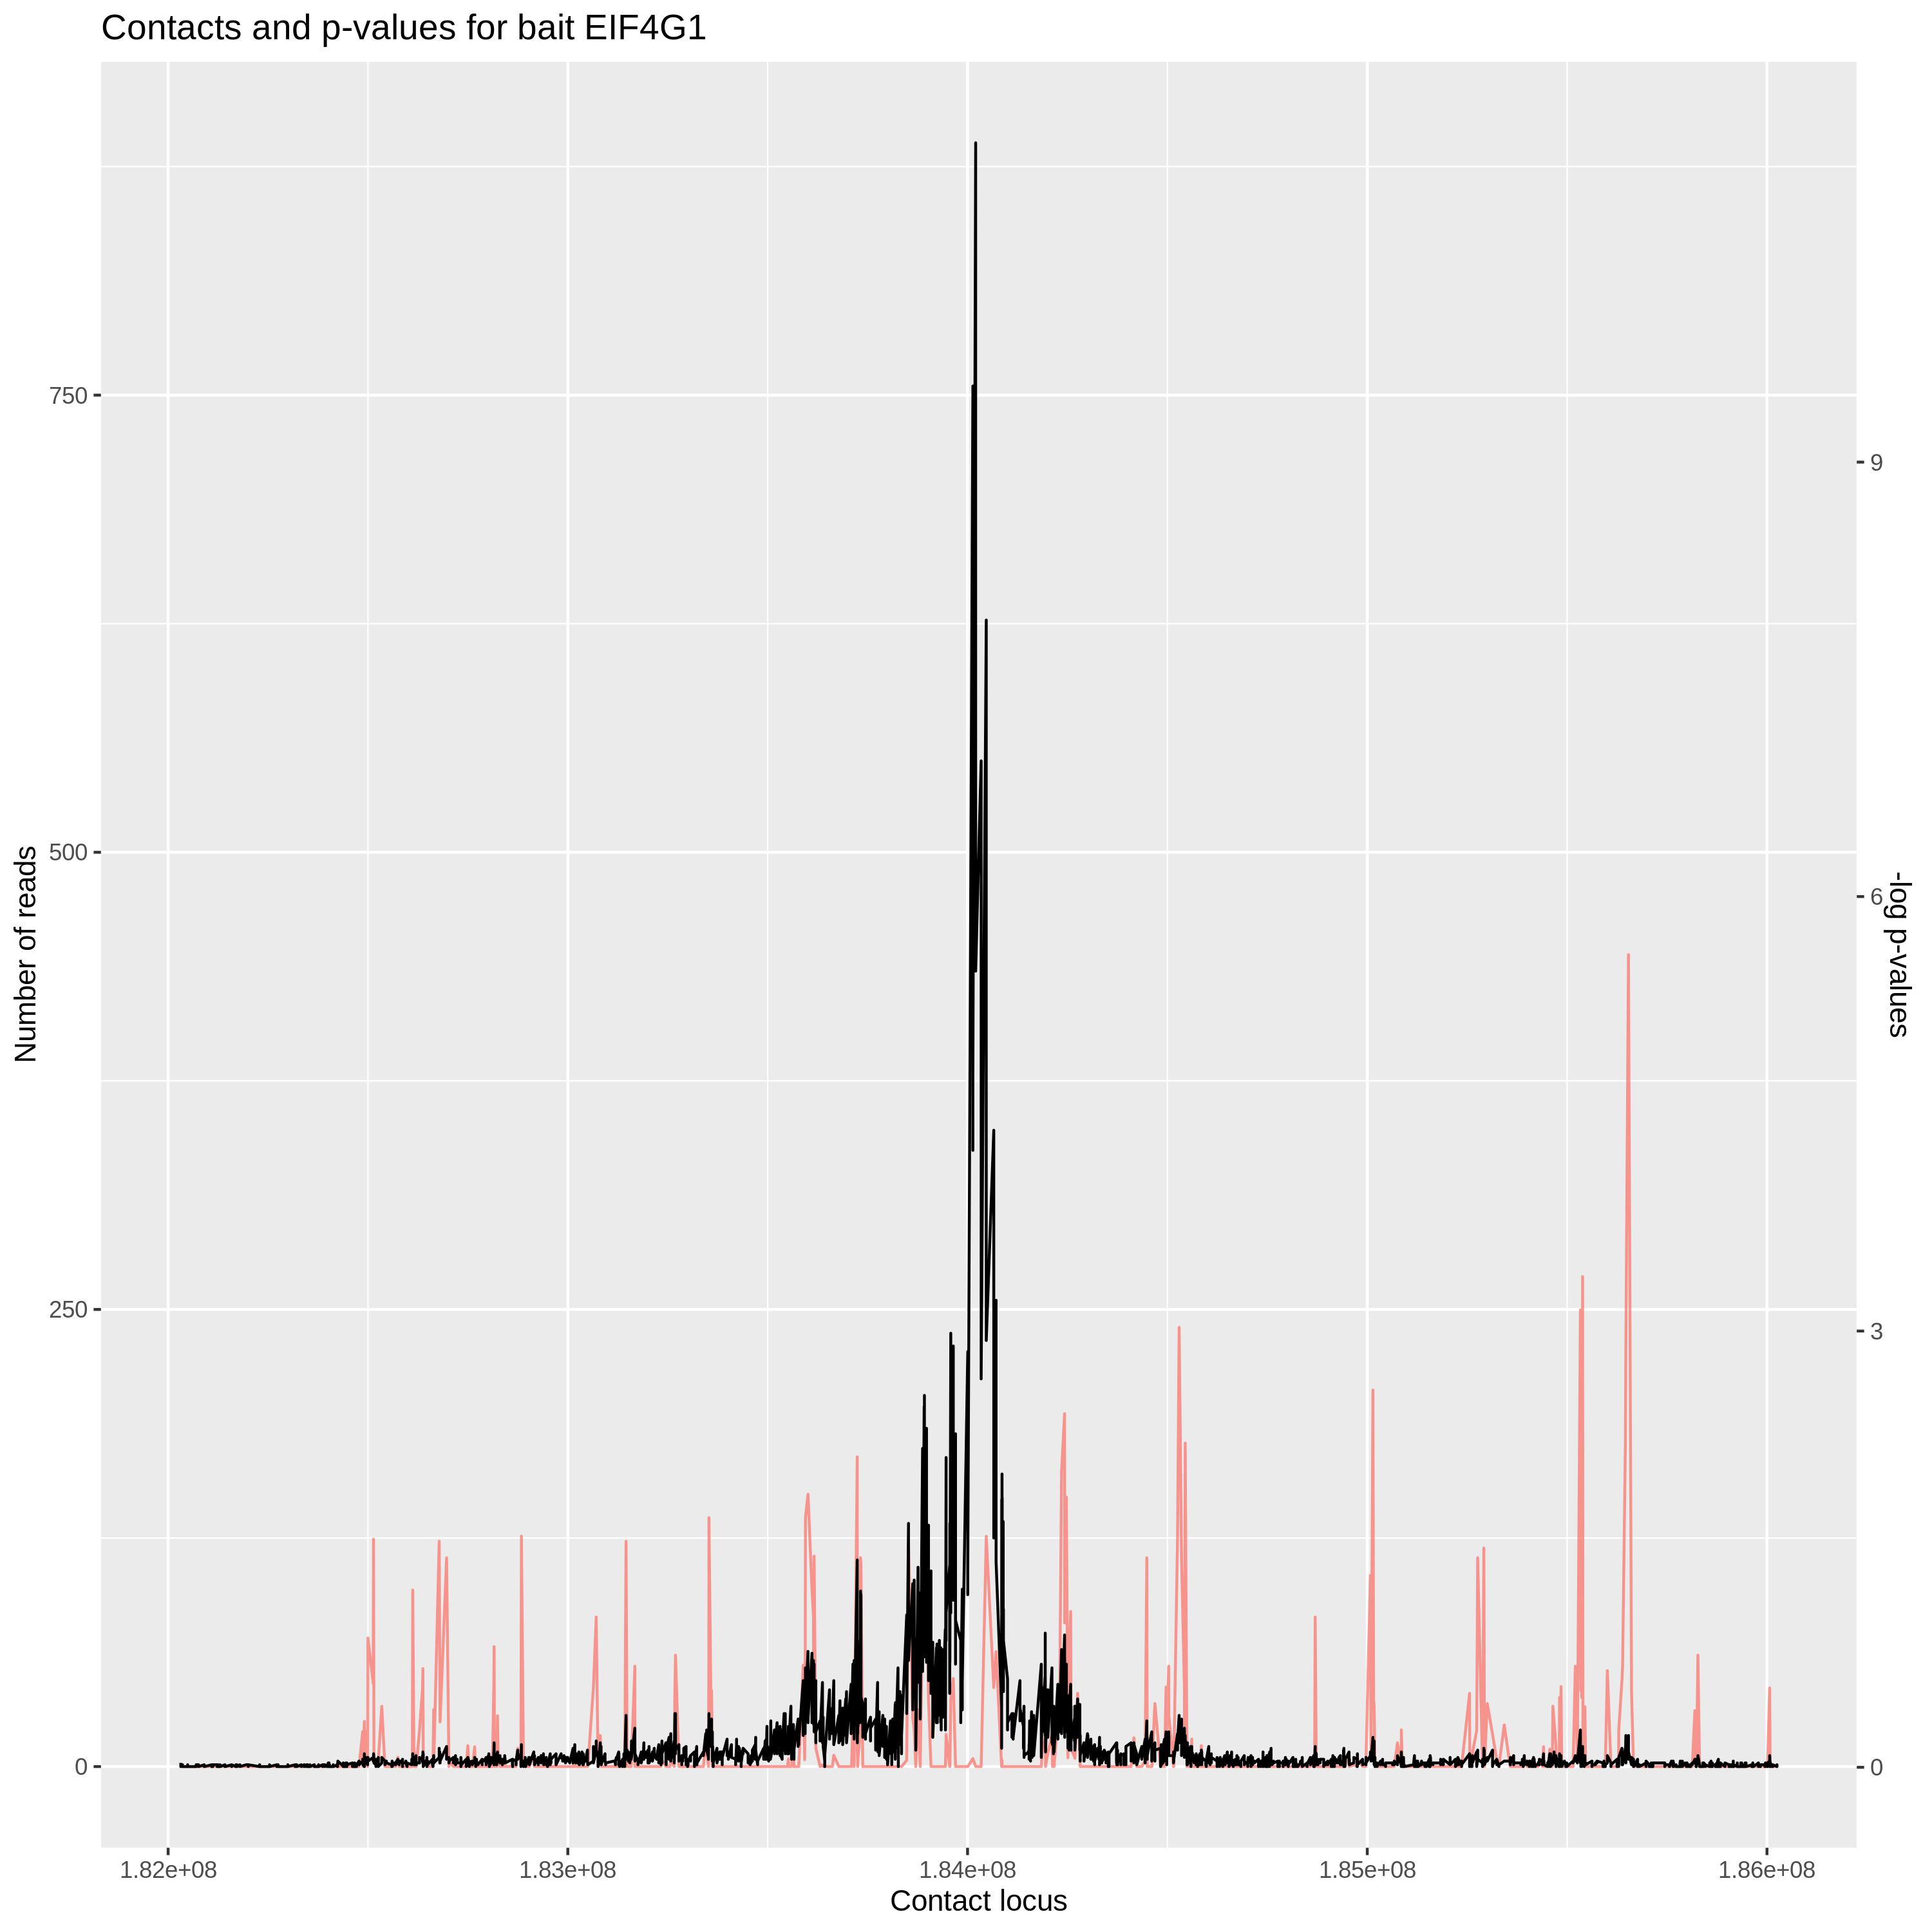 Contacts and p-values for bait EIF4G1
750
500
250
0
Number of reads
9
6
3
0
-log p-values
1.82e+08
1.83e+08
1.84e+08
1.85e+08
1.86e+08
Contact locus